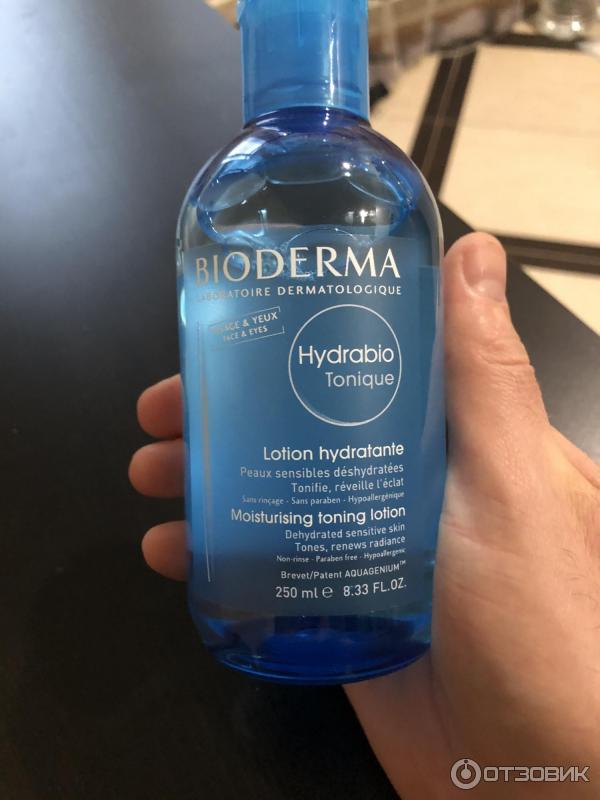 BIODERMA
LABORATOIRE DERMATOLOGIQUE
VISAGE & YEUX
FACE & EYES
Hydrabio
Tonique
Lotion hydratante
Peaux sensibles déshydratées
Tonifie, réveille l'éclat
Sans rinçage - Sans paraben - Hypoallergénique
Moisturising toning lotion
Dehydrated sensitive skin
Tones, renews radiance
Non-rinse - Paraben free - Hypoallergenic
Brevet/Patent AQUAGENIUM™
250 ml ℮ 8.33 FL.OZ.
ОТЗОВИК